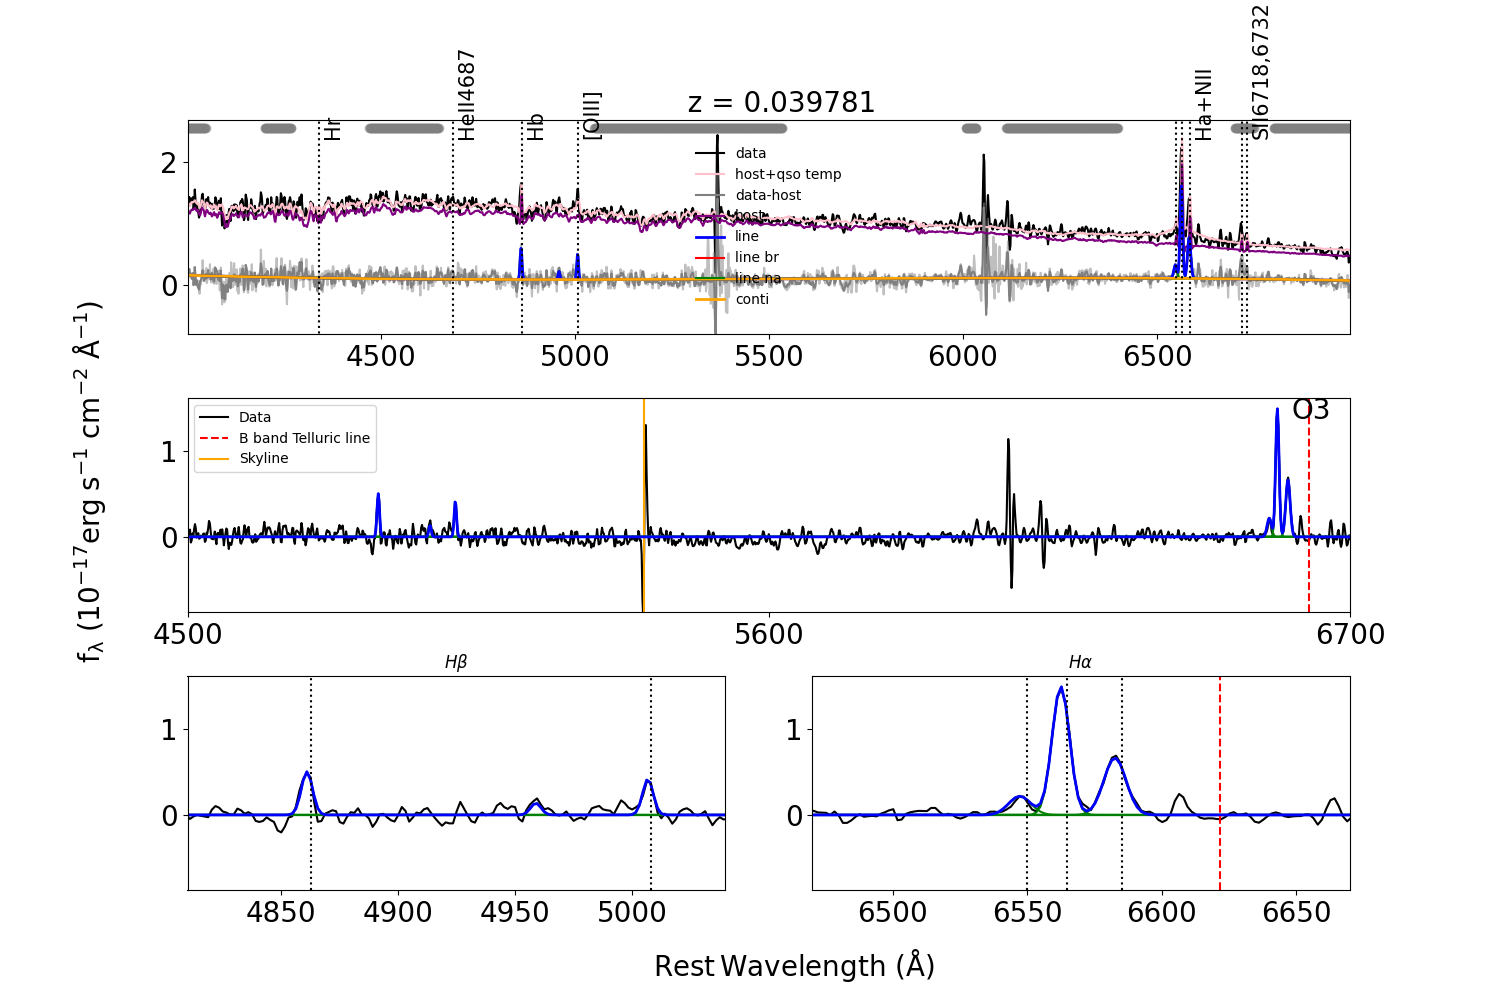 z = 0.039781
Hr
HeII4687
Hb
[OIII]
Ha+NII
SII6718,6732
data
host+qso temp
data-host
host
line
line br
line na
conti
2
0
4500 5000 5500 6000 6500
fλ (10⁻¹⁷erg s⁻¹ cm⁻² Å⁻¹)
Data
B band Telluric line
Skyline
O3
1
0
4500 5600 6700
Hβ
1
0
4850 4900 4950 5000
Hα
1
0
6500 6550 6600 6650
Rest Wavelength (Å)